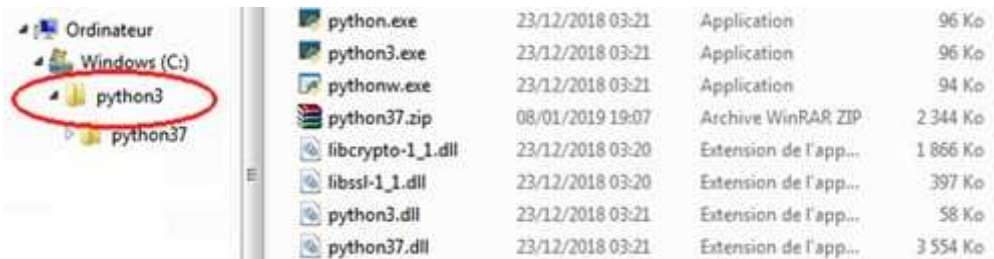 Ordinateur
Windows (C:)
python3
python37
python.exe 23/12/2018 03:21 Application 96 Ko
python3.exe 23/12/2018 03:21 Application 96 Ko
pythonw.exe 23/12/2018 03:21 Application 94 Ko
python37.zip 08/01/2019 19:07 Archive WinRAR ZIP 2 344 Ko
libcrypto-1_1.dll 23/12/2018 03:20 Extension de l'app... 1 866 Ko
libssl-1_1.dll 23/12/2018 03:20 Extension de l'app... 397 Ko
python3.dll 23/12/2018 03:21 Extension de l'app... 58 Ko
python37.dll 23/12/2018 03:21 Extension de l'app... 3 554 Ko